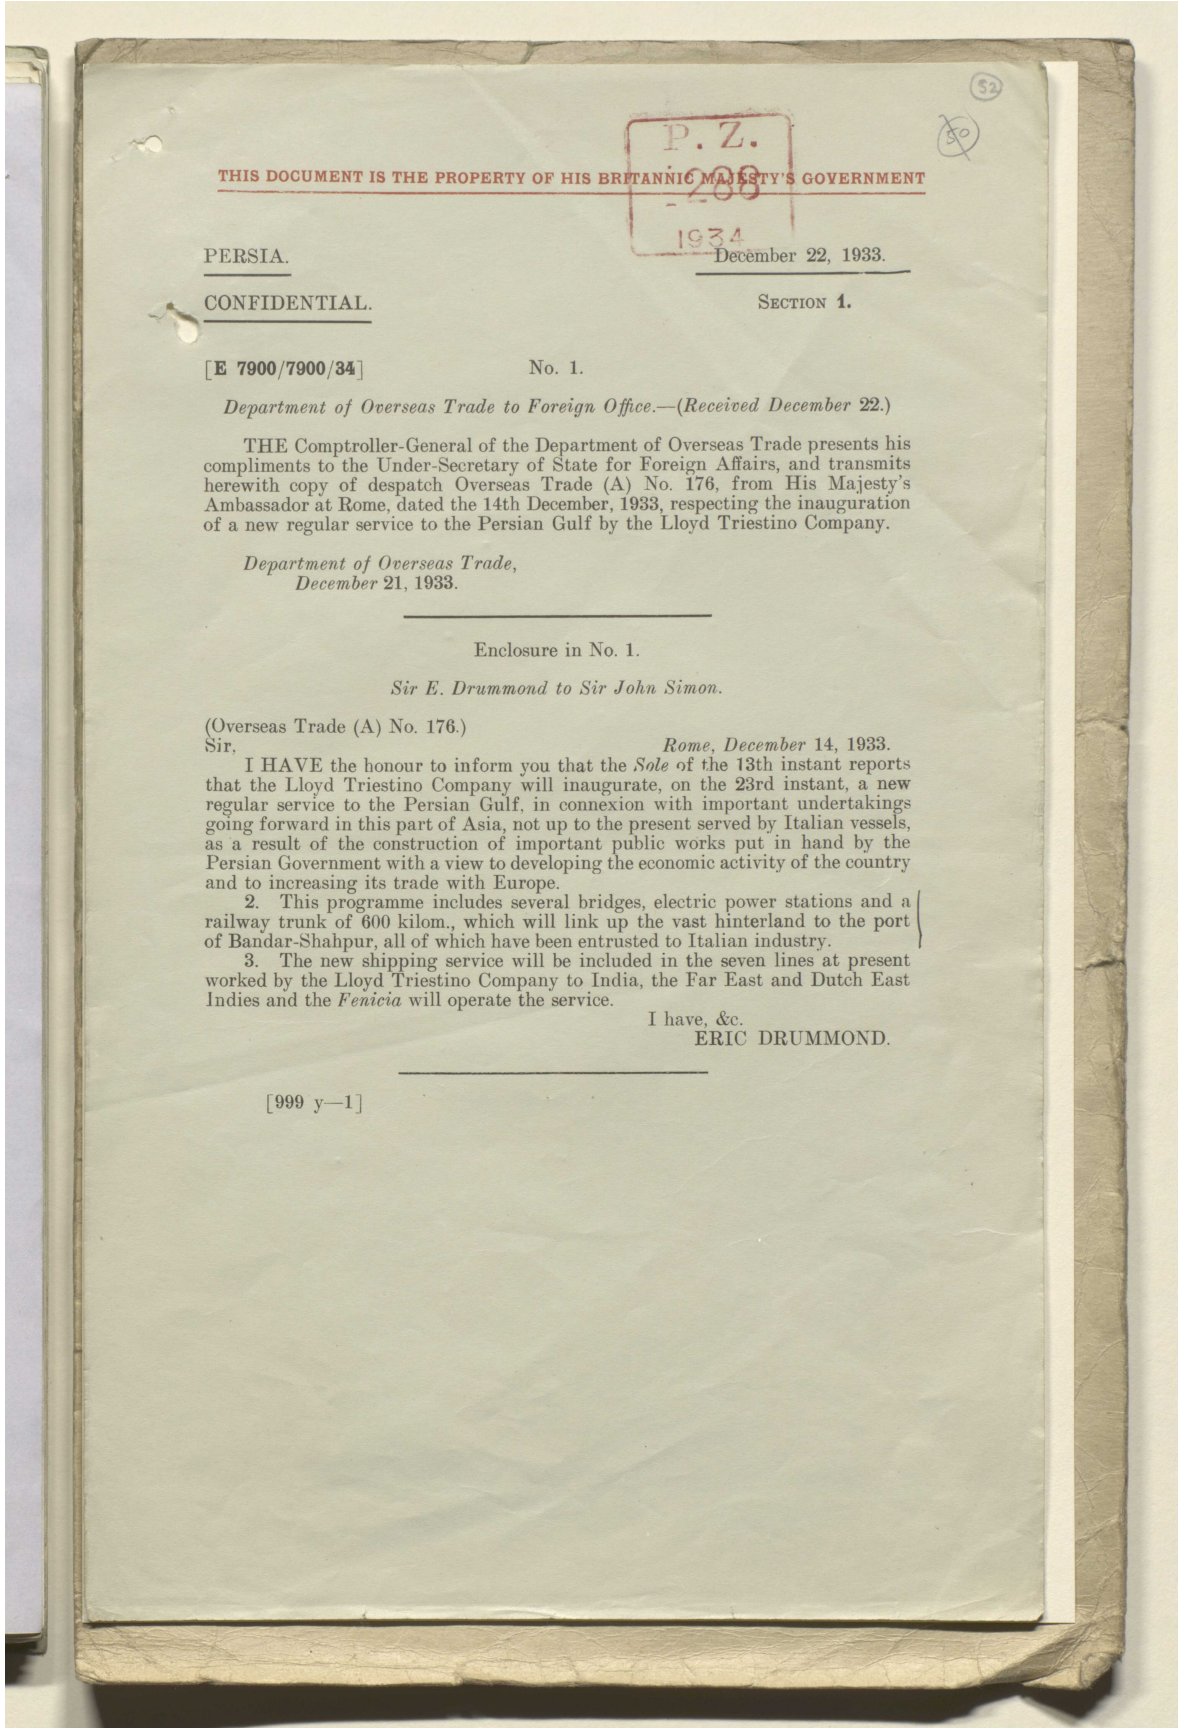 52
50
P. Z.
288
1934
THIS DOCUMENT IS THE PROPERTY OF HIS BRITANNIC MAJESTY'S GOVERNMENT
PERSIA. December 22, 1933.
CONFIDENTIAL. SECTION 1.
[E 7900/7900/34] No. 1.
Department of Overseas Trade to Foreign Office.—(Received December 22.)
THE Comptroller-General of the Department of Overseas Trade presents his
compliments to the Under-Secretary of State for Foreign Affairs, and transmits
herewith copy of despatch Overseas Trade (A) No. 176, from His Majesty's
Ambassador at Rome, dated the 14th December, 1933, respecting the inauguration
of a new regular service to the Persian Gulf by the Lloyd Triestino Company.
Department of Overseas Trade,
December 21, 1933.
Enclosure in No. 1.
Sir E. Drummond to Sir John Simon.
(Overseas Trade (A) No. 176.)
Sir, Rome, December 14, 1933.
I HAVE the honour to inform you that the Sole of the 13th instant reports
that the Lloyd Triestino Company will inaugurate, on the 23rd instant, a new
regular service to the Persian Gulf, in connexion with important undertakings
going forward in this part of Asia, not up to the present served by Italian vessels,
as a result of the construction of important public works put in hand by the
Persian Government with a view to developing the economic activity of the country
and to increasing its trade with Europe.
2. This programme includes several bridges, electric power stations and a
railway trunk of 600 kilom., which will link up the vast hinterland to the port
of Bandar-Shahpur, all of which have been entrusted to Italian industry.
3. The new shipping service will be included in the seven lines at present
worked by the Lloyd Triestino Company to India, the Far East and Dutch East
Indies and the Fenicia will operate the service.
I have, &c.
ERIC DRUMMOND.
[999 y—1]